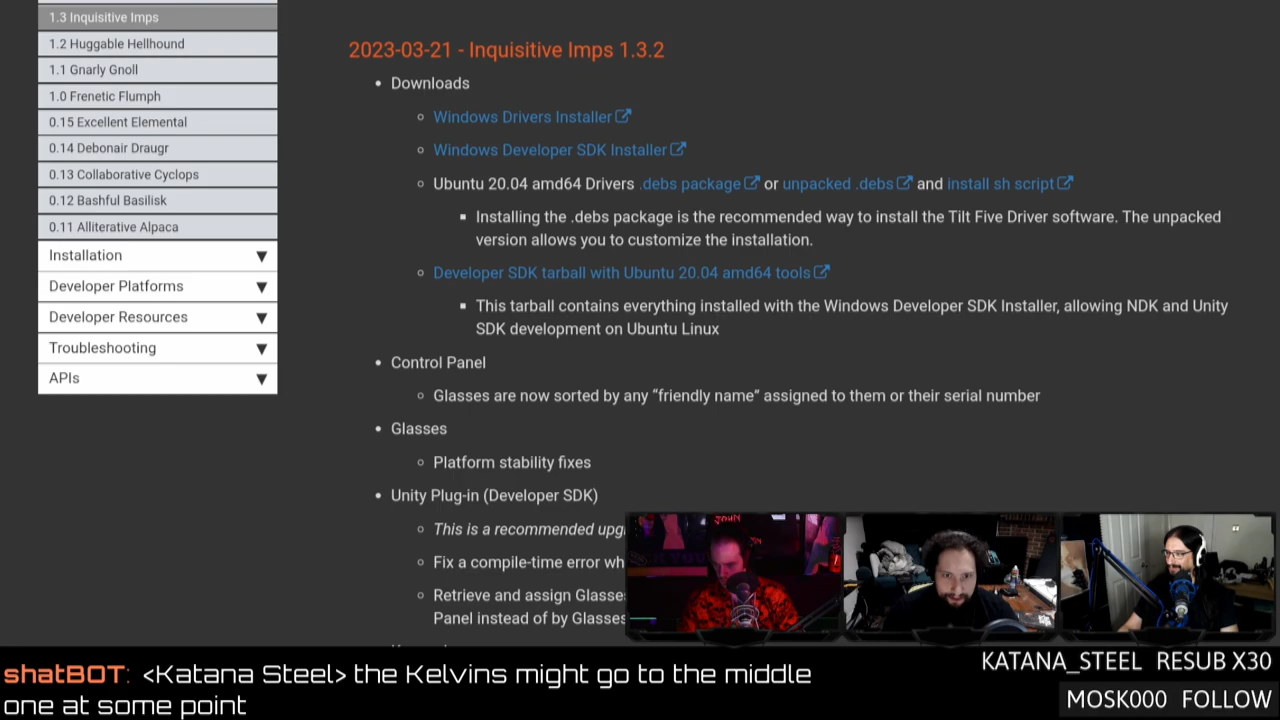 1.3 Inquisitive Imps
1.2 Huggable Hellhound
1.1 Gnarly Gnoll
1.0 Frenetic Flumph
0.15 Excellent Elemental
0.14 Debonair Draugr
0.13 Collaborative Cyclops
0.12 Bashful Basilisk
0.11 Alliterative Alpaca
Installation ▼
Developer Platforms ▼
Developer Resources ▼
Troubleshooting ▼
APIs ▼
2023-03-21 - Inquisitive Imps 1.3.2
• Downloads
Windows Drivers Installer
Windows Developer SDK Installer
Ubuntu 20.04 amd64 Drivers .debs package or unpacked .debs and install sh script
Installing the .debs package is the recommended way to install the Tilt Five Driver software. The unpacked
version allows you to customize the installation.
Developer SDK tarball with Ubuntu 20.04 amd64 tools
This tarball contains everything installed with the Windows Developer SDK Installer, allowing NDK and Unity
SDK development on Ubuntu Linux
• Control Panel
Glasses are now sorted by any “friendly name” assigned to them or their serial number
• Glasses
Platform stability fixes
• Unity Plug-in (Developer SDK)
This is a recommended upg
Fix a compile-time error wh
Retrieve and assign Glasse
Panel instead of by Glasses
shatBOT: <Katana Steel> the Kelvins might go to the middle
one at some point
KATANA_STEEL RESUB X30
MOSK000 FOLLOW